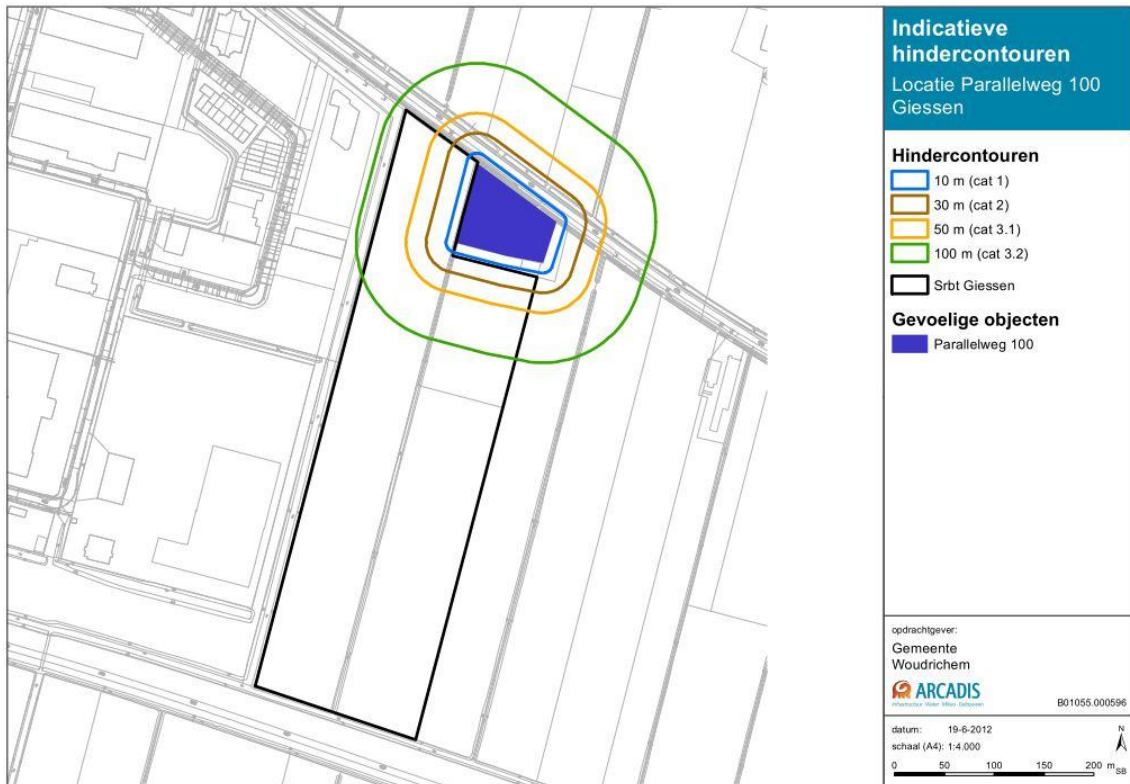 Indicatieve
hindercontouren
Locatie Parallelweg 100
Giessen
Hindercontouren
10 m (cat 1)
30 m (cat 2)
50 m (cat 3.1)
100 m (cat 3.2)
Srbt Giessen
Gevoelige objecten
Parallelweg 100
opdrachtgever:
Gemeente
Woudrichem
ARCADIS
B01055.000596
datum: 19-6-2012
schaal (A4): 1:4.000
N
0 50 100 150 200 m
SB